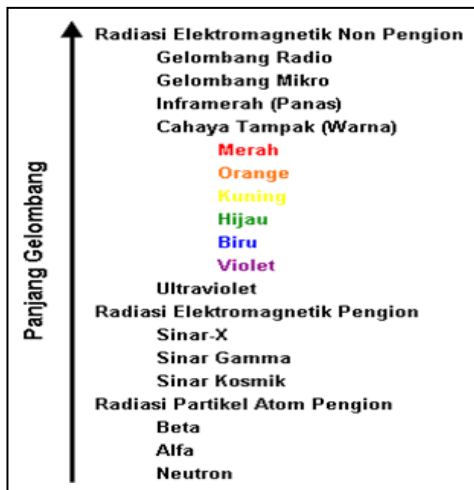 Panjang Gelombang
Radiasi Elektromagnetik Non Pengion
Gelombang Radio
Gelombang Mikro
Inframerah (Panas)
Cahaya Tampak (Warna)
Merah
Orange
Kuning
Hijau
Biru
Violet
Ultraviolet
Radiasi Elektromagnetik Pengion
Sinar-X
Sinar Gamma
Sinar Kosmik
Radiasi Partikel Atom Pengion
Beta
Alfa
Neutron